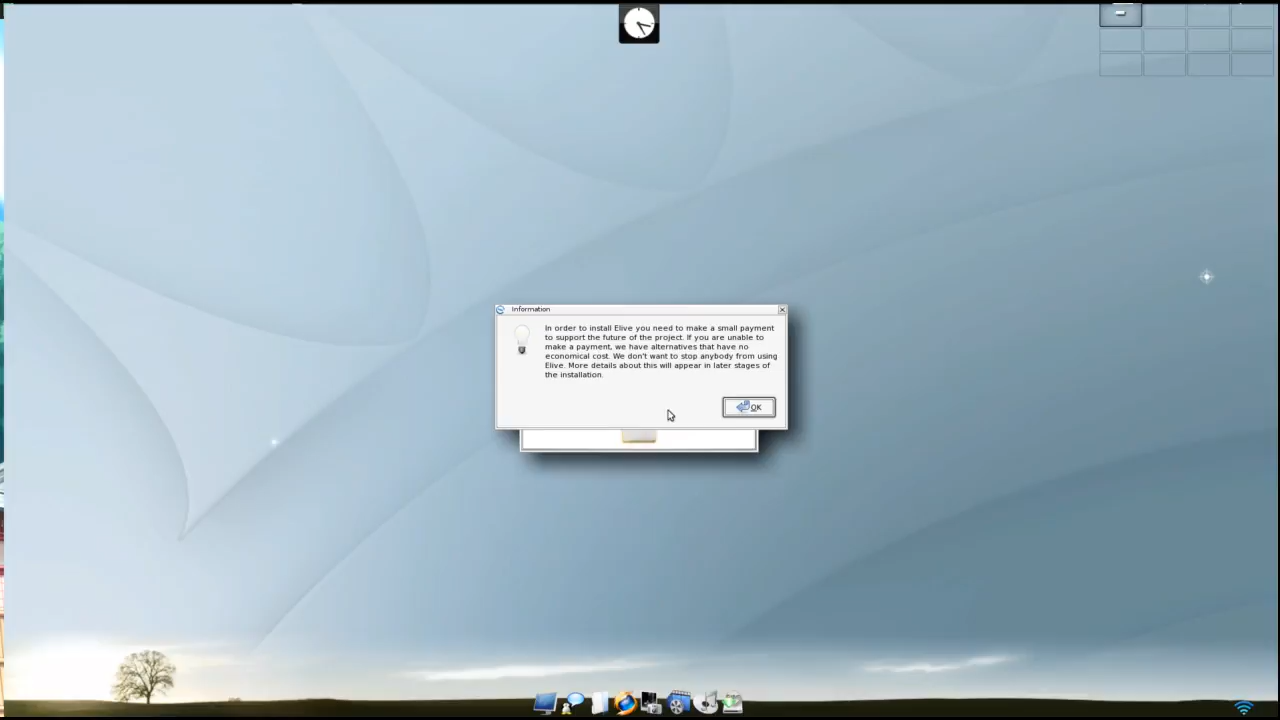 Information
In order to install Elive you need to make a small payment
to support the future of the project. If you are unable to
make a payment, we have alternatives that have no
economical cost. We don't want to stop anybody from using
Elive. More details about this will appear in later stages of
the installation.
OK